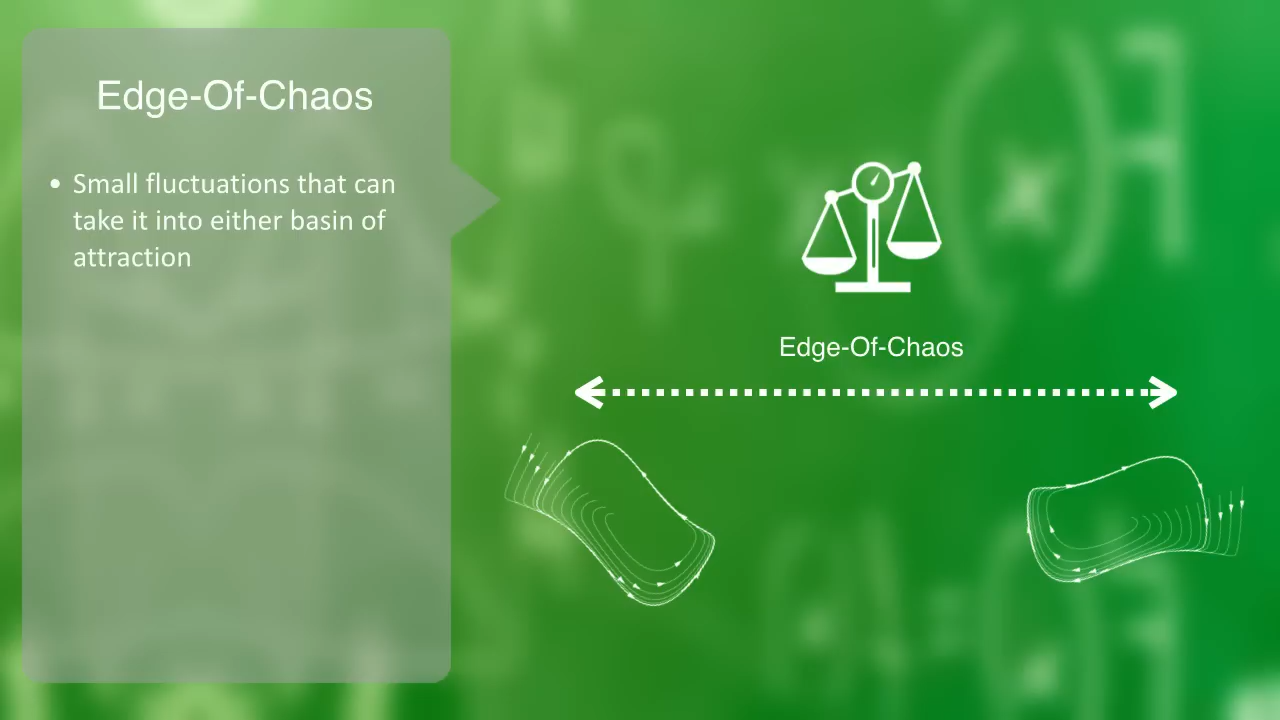 Edge-Of-Chaos
• Small fluctuations that can
take it into either basin of
attraction
Edge-Of-Chaos